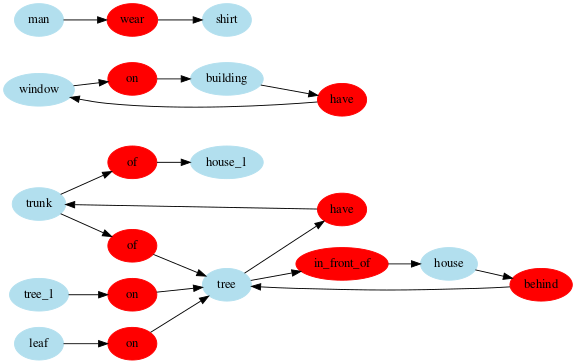 man wear shirt
window on building
have
of house_1
trunk
have
of
in_front_of house
tree behind
tree_1 on
leaf on